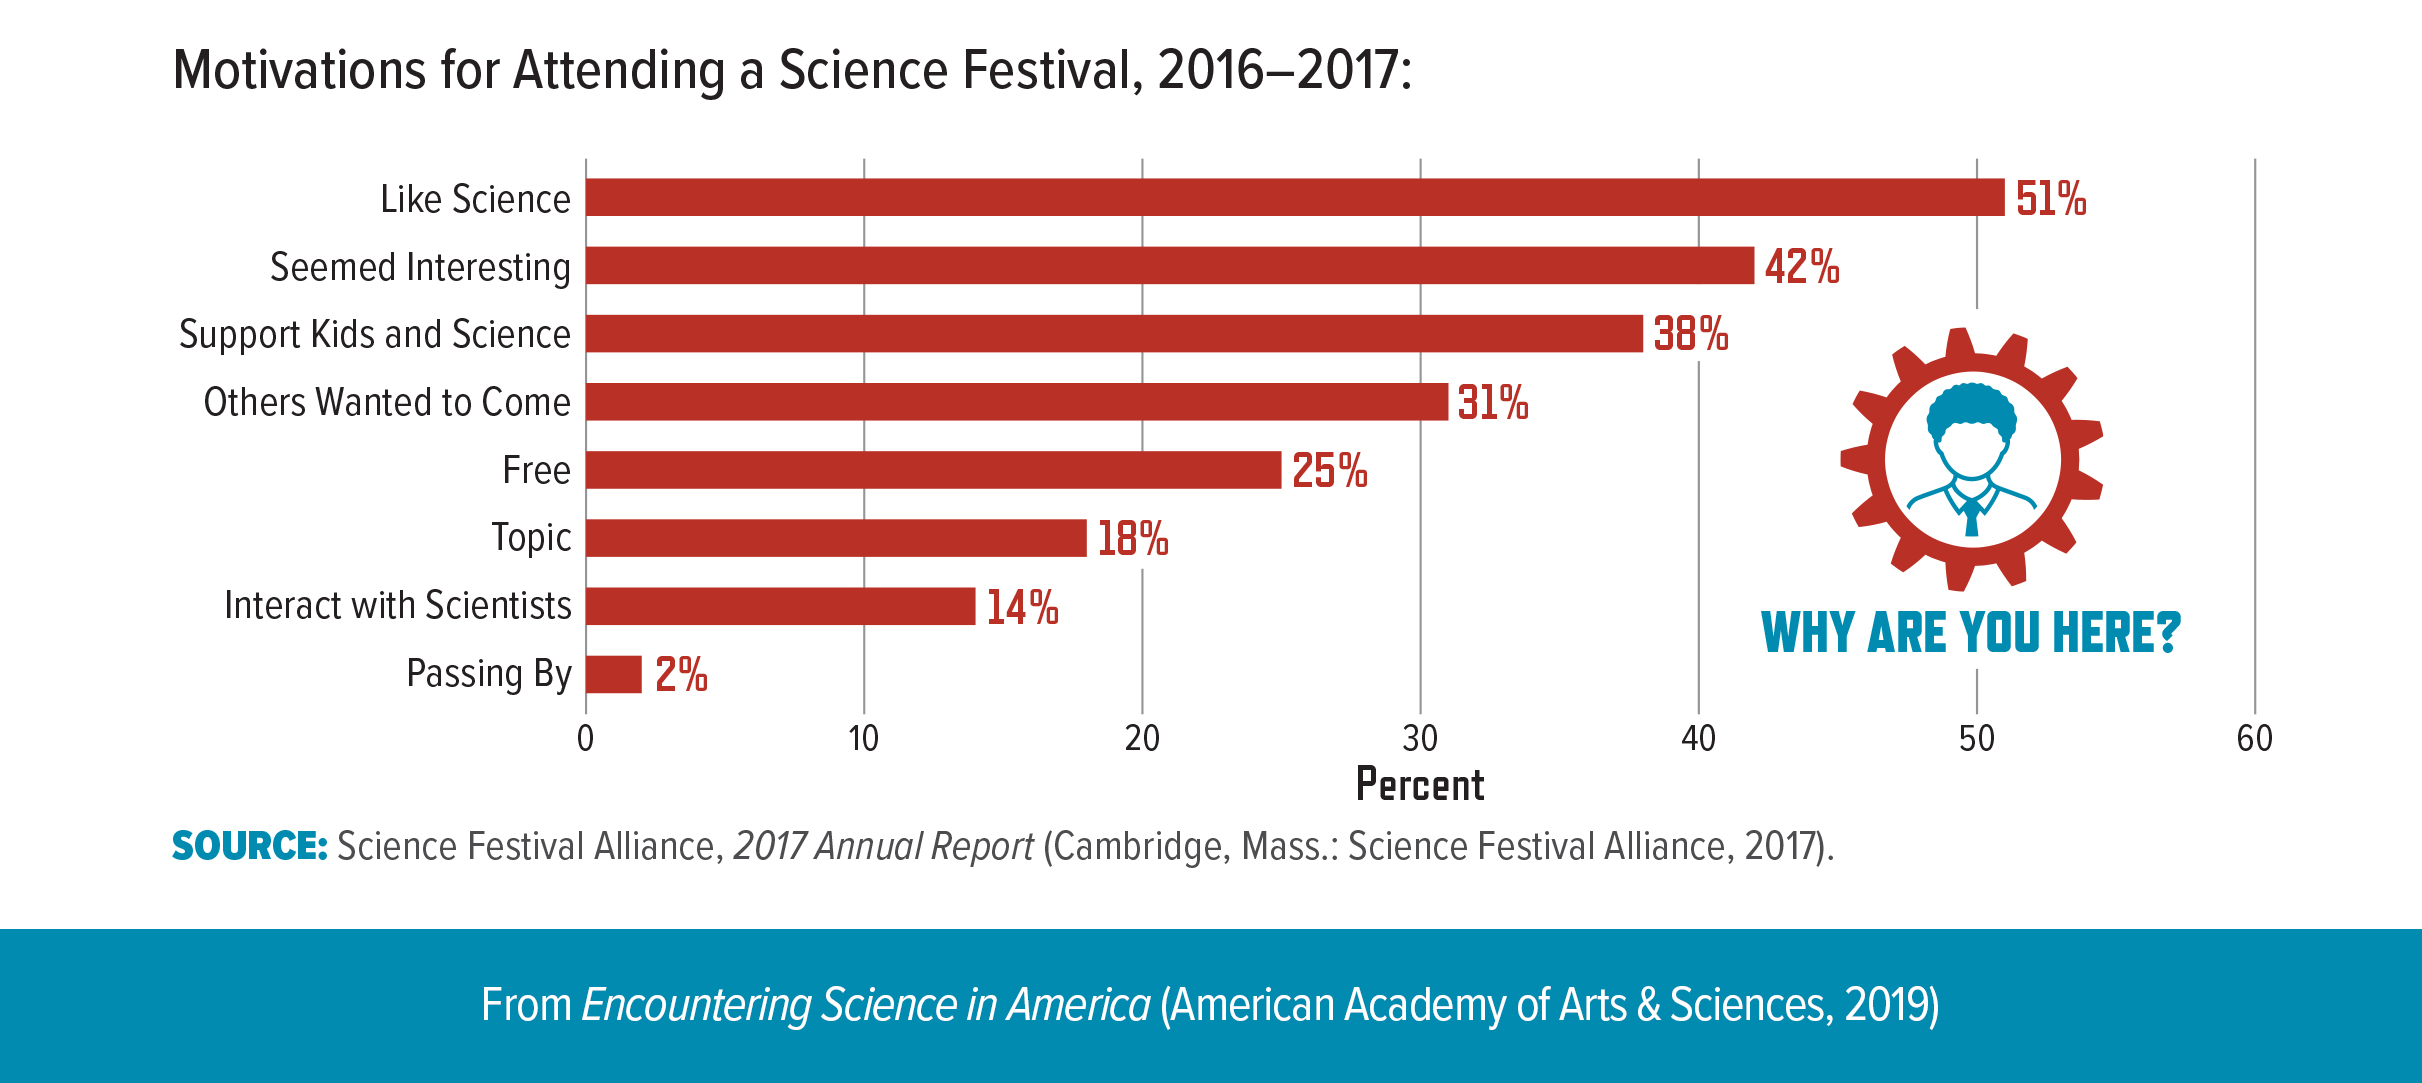 Motivations for Attending a Science Festival, 2016–2017:
Like Science 51%
Seemed Interesting 42%
Support Kids and Science 38%
Others Wanted to Come 31%
Free 25%
Topic 18%
Interact with Scientists 14%
Passing By 2%
WHY ARE YOU HERE?
0 10 20 30 40 50 60
Percent
SOURCE: Science Festival Alliance, 2017 Annual Report (Cambridge, Mass.: Science Festival Alliance, 2017).
From Encountering Science in America (American Academy of Arts & Sciences, 2019)